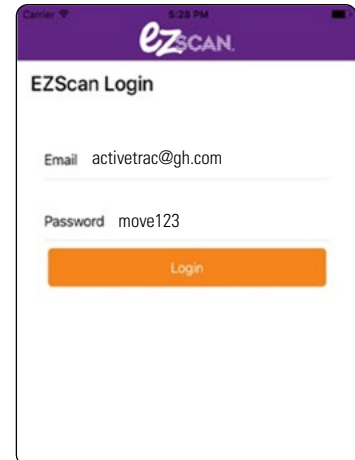 Carrier 5:28 PM
ezSCAN.
EZScan Login
Email activetrac@gh.com
Password move123
Login